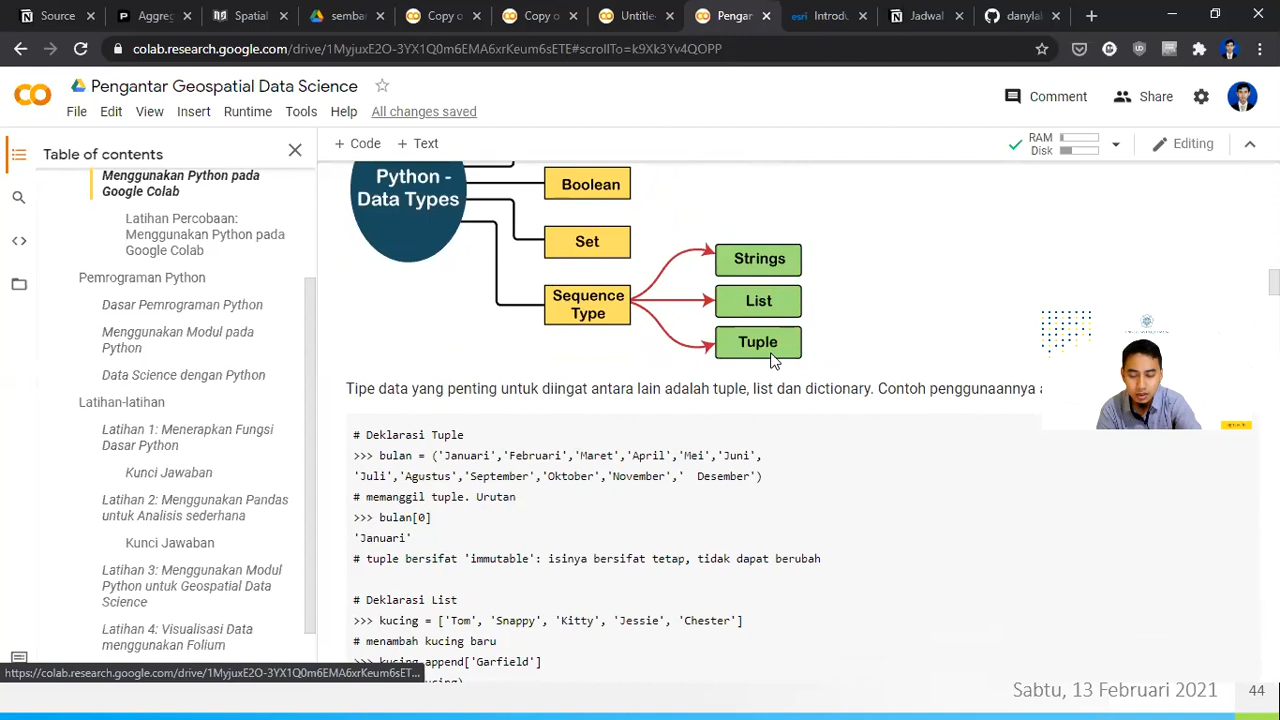 Source
Aggre
Spatial
semba
Copy o
Copy o
Untitle
Pengar
Introdu
Jadwal
danylal
colab.research.google.com/drive/1MyjuxE2O-3YX1Q0m6EMA6xrKeum6sETE#scrollTo=k9Xk3Yv4QOPP
Pengantar Geospatial Data Science
File Edit View Insert Runtime Tools Help All changes saved
Comment
Share
+ Code + Text
RAM
Disk
Editing
Table of contents
Menggunakan Python pada
Google Colab
Latihan Percobaan:
Menggunakan Python pada
Google Colab
Pemrograman Python
Dasar Pemrograman Python
Menggunakan Modul pada
Python
Data Science dengan Python
Latihan-latihan
Latihan 1: Menerapkan Fungsi
Dasar Python
Kunci Jawaban
Latihan 2: Menggunakan Pandas
untuk Analisis sederhana
Kunci Jawaban
Latihan 3: Menggunakan Modul
Python untuk Geospatial Data
Science
Latihan 4: Visualisasi Data
menggunakan Folium
Python -
Data Types
Boolean
Set
Sequence
Type
Strings
List
Tuple
Tipe data yang penting untuk diingat antara lain adalah tuple, list dan dictionary. Contoh penggunaannya a
# Deklarasi Tuple
>>> bulan = ('Januari','Februari','Maret','April','Mei','Juni',
'Juli','Agustus','September','Oktober','November','  Desember')
# memanggil tuple. Urutan
>>> bulan[0]
'Januari'
# tuple bersifat 'immutable': isinya bersifat tetap, tidak dapat berubah
# Deklarasi List
>>> kucing = ['Tom', 'Snappy', 'Kitty', 'Jessie', 'Chester']
# menambah kucing baru
>>> kucing.append['Garfield']
https://colab.research.google.com/drive/1MyjuxE2O-3YX1Q0m6EMA6xrKeum6sET...
Sabtu, 13 Februari 2021
44